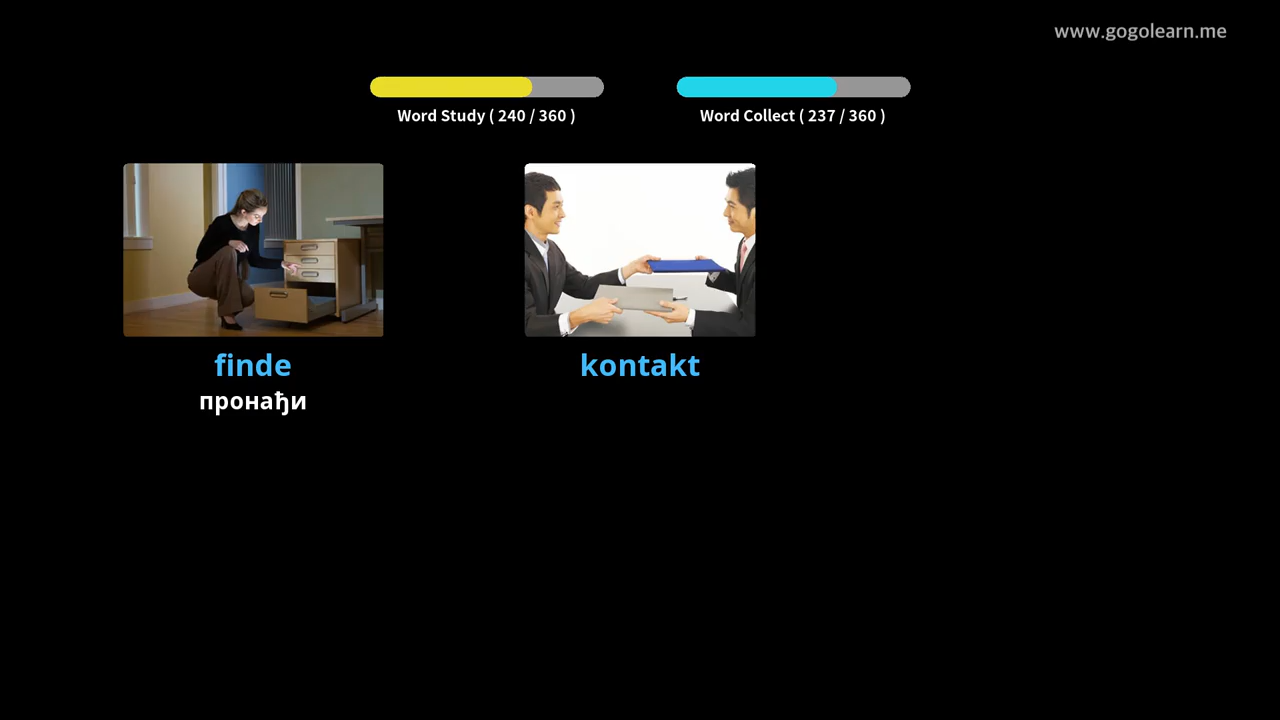 www.gogolearn.me
Word Study ( 240 / 360 )
Word Collect ( 237 / 360 )
finde
пронађи
kontakt